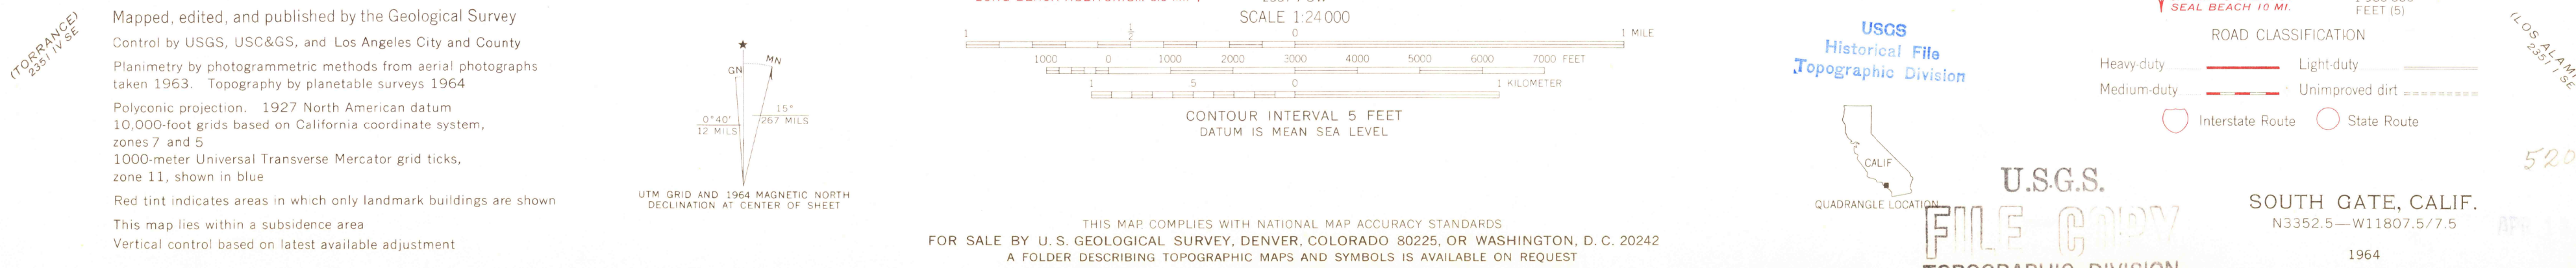 (TORRANCE)
2351 IV SE
Mapped, edited, and published by the Geological Survey
Control by USGS, USC&GS, and Los Angeles City and County
Planimetry by photogrammetric methods from aerial photographs
taken 1963. Topography by planetable surveys 1964
Polyconic projection. 1927 North American datum
10,000-foot grids based on California coordinate system,
zones 7 and 5
1000-meter Universal Transverse Mercator grid ticks,
zone 11, shown in blue
Red tint indicates areas in which only landmark buildings are shown
This map lies within a subsidence area
Vertical control based on latest available adjustment
★
GN
MN
0°40'
12 MILS
15°
267 MILS
UTM GRID AND 1964 MAGNETIC NORTH
DECLINATION AT CENTER OF SHEET
SCALE 1:24 000
1 ½ 0 1 MILE
1000 0 1000 2000 3000 4000 5000 6000 7000 FEET
1 .5 0 1 KILOMETER
CONTOUR INTERVAL 5 FEET
DATUM IS MEAN SEA LEVEL
THIS MAP COMPLIES WITH NATIONAL MAP ACCURACY STANDARDS
FOR SALE BY U. S. GEOLOGICAL SURVEY, DENVER, COLORADO 80225, OR WASHINGTON, D. C. 20242
A FOLDER DESCRIBING TOPOGRAPHIC MAPS AND SYMBOLS IS AVAILABLE ON REQUEST
USGS
Historical File
Topographic Division
CALIF
QUADRANGLE LOCATION
U.S.G.S.
FILE COPY
TOPOGRAPHIC DIVISION
SEAL BEACH 10 MI.
FEET (5)
ROAD CLASSIFICATION
Heavy-duty
Light-duty
Medium-duty
Unimproved dirt
Interstate Route
State Route
(LOS ALAMI
2351 I SE
520
SOUTH GATE, CALIF.
N3352.5—W11807.5/7.5
1964